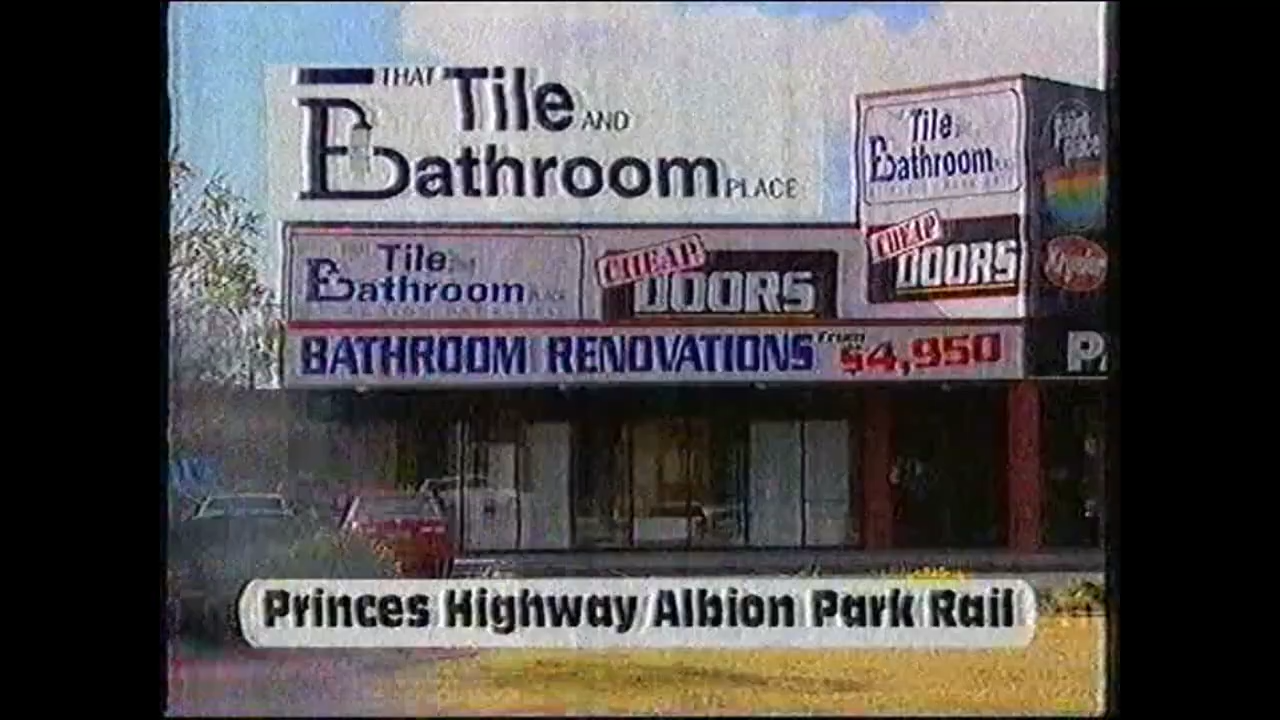 THAT Tile AND
Bathroom PLACE
Tile
Bathroom
CHEAP
DOORS
Tile
Bathroom
CHEAP
DOORS
BATHROOM RENOVATIONS from $4,950
Princes Highway Albion Park Rail